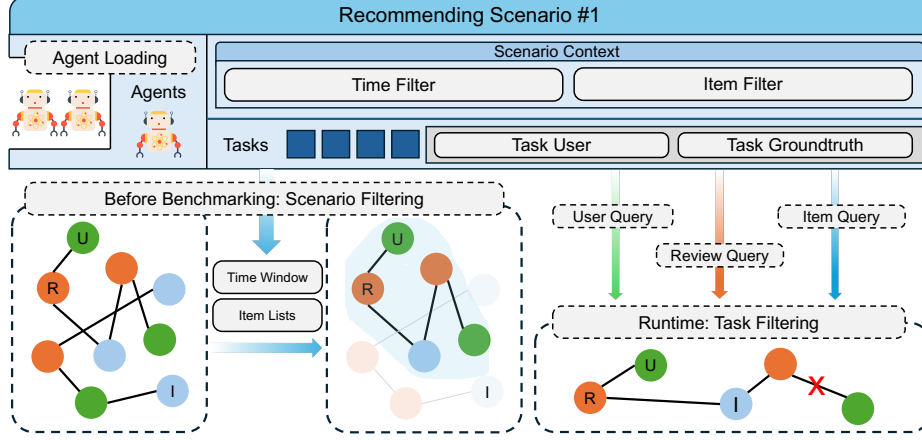 Recommending Scenario #1
Agent Loading
Agents
Scenario Context
Time Filter
Item Filter
Tasks
Task User
Task Groundtruth
Before Benchmarking: Scenario Filtering
User Query
Review Query
Item Query
U
R
I
Time Window
Item Lists
U
R
I
Runtime: Task Filtering
U
R
I
X